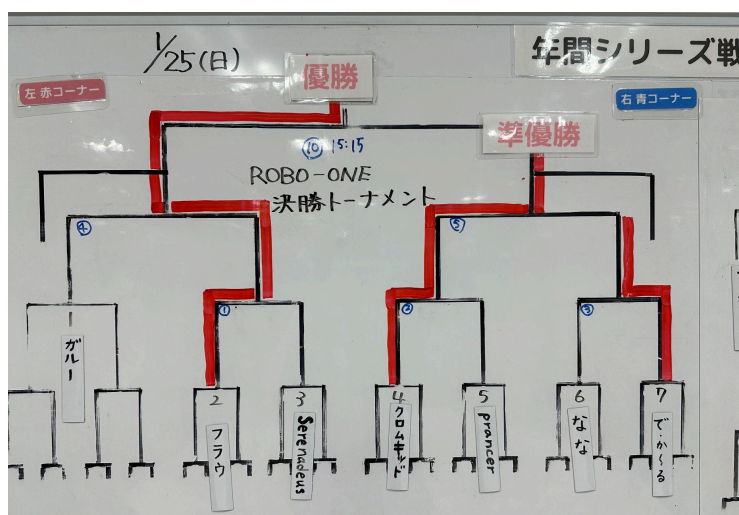 1/25(日)
年間シリーズ戦
優勝
左 赤コーナー
右 青コーナー
準優勝
⑩ 15:15
ROBO-ONE
決勝トーナメント
④
⑤
①
②
③
ガルー
2
3
4
5
6
7
フラウ
Serenadeus
クロムキッド
prancer
なな
で・か〜る